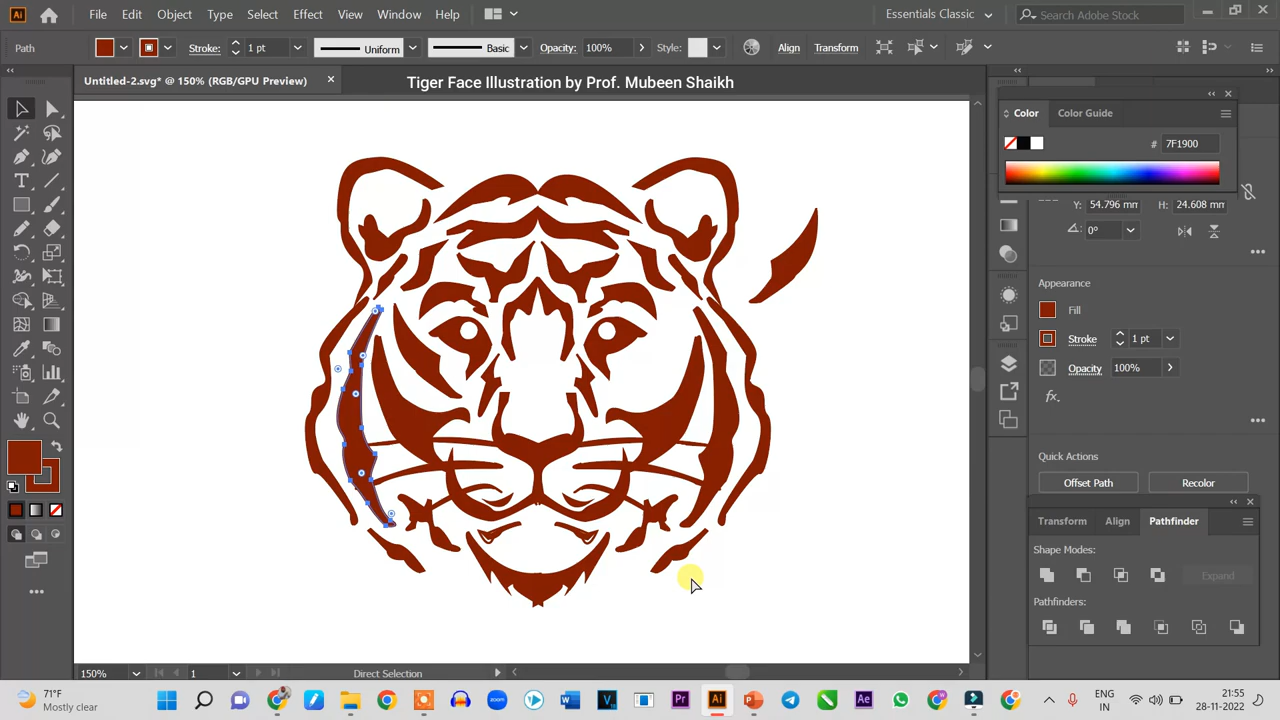 Ai File Edit Object Type Select Effect View Window Help Essentials Classic Search Adobe Stock
Path Stroke: 1 pt Uniform Basic Opacity: 100% Style: Align Transform
Untitled-2.svg* @ 150% (RGB/GPU Preview) ×
Tiger Face Illustration by Prof. Mubeen Shaikh
Color Color Guide
# 7F1900
Y: 54.796 mm H: 24.608 mm
0°
Appearance
Fill
Stroke 1 pt
Opacity 100%
fx.
Quick Actions
Offset Path Recolor
Transform Align Pathfinder
Shape Modes:
Expand
Pathfinders:
150% 1 Direct Selection
71°F
Mostly clear
zoom W V Pr Ai P Ae
ENG
IN
21:55
28-11-2022